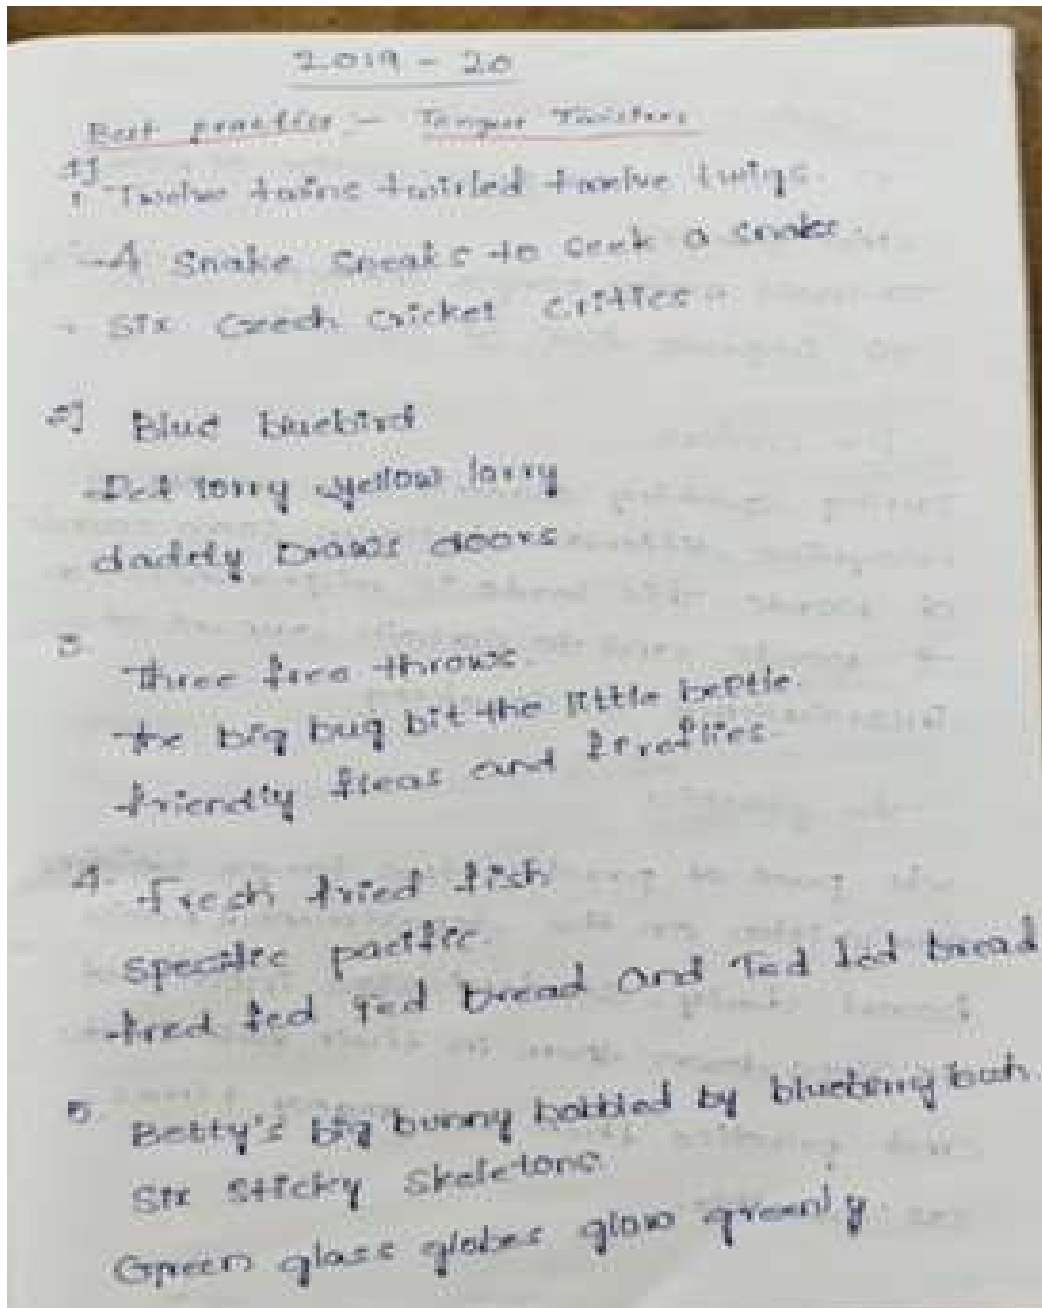 2019 - 20
Best practice - Tongue Twisters
1] Twelve twins twirled twelve twigs.
- A snake sneaks to seek a snake.
- Six Czech cricket critics
2] Blue bluebird
Red lorry yellow lorry
daddy Draws doors
3. Three free throws.
the big bug bit the little beetle.
friendly fleas and fireflies
4. Fresh fried fish
specific pacific.
fred fed Ted bread and Ted fed bread
5. Betty's big bunny bobbled by blueberry bush.
Six sticky skeletons
Green glass globes glow greenly